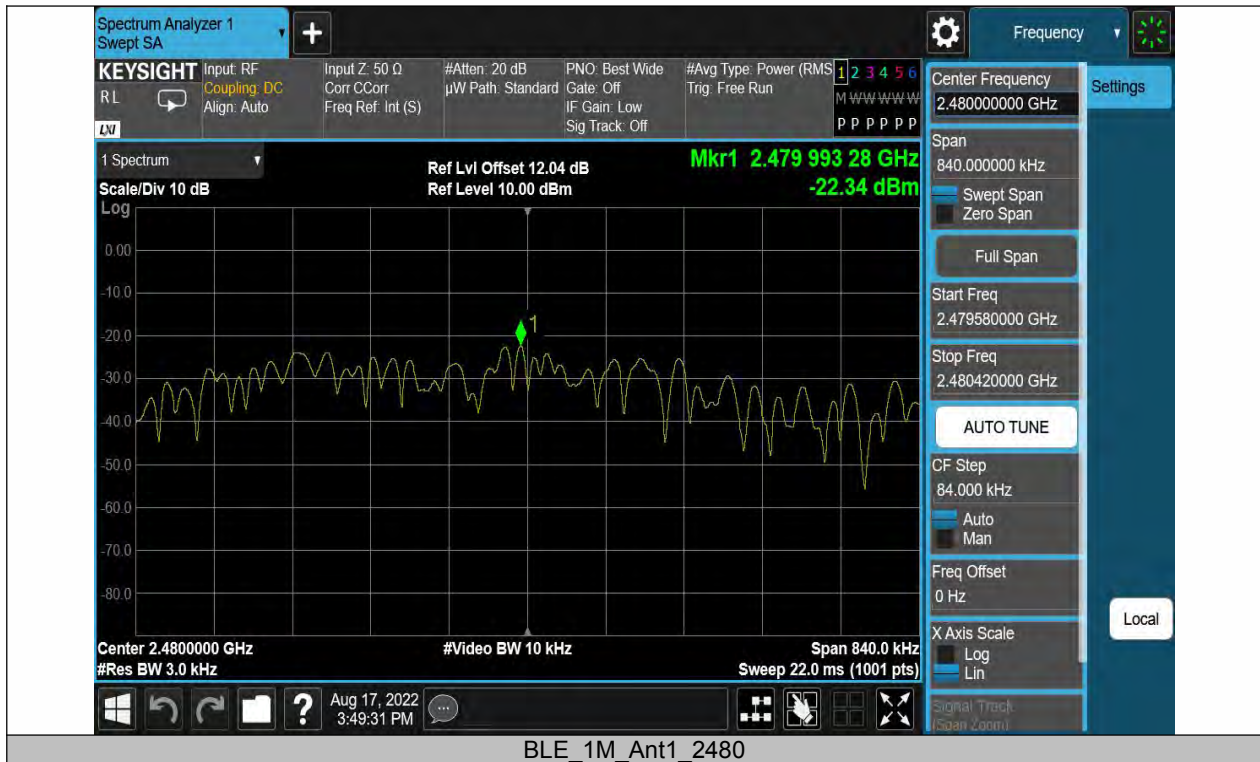 Spectrum Analyzer 1
Swept SA
+
Frequency
KEYSIGHT
RL
LXI
Input: RF
Coupling: DC
Align: Auto
Input Z: 50 Ω
Corr CCorr
Freq Ref: Int (S)
#Atten: 20 dB
µW Path: Standard
PNO: Best Wide
Gate: Off
IF Gain: Low
Sig Track: Off
#Avg Type: Power (RMS
Trig: Free Run
1 2 3 4 5 6
M W W W W W
P P P P P P
1 Spectrum
Scale/Div 10 dB
Log
Ref Lvl Offset 12.04 dB
Ref Level 10.00 dBm
Mkr1 2.479 993 28 GHz
-22.34 dBm
0.00
-10.0
-20.0
-30.0
-40.0
-50.0
-60.0
-70.0
-80.0
1
Center 2.4800000 GHz
#Res BW 3.0 kHz
#Video BW 10 kHz
Span 840.0 kHz
Sweep 22.0 ms (1001 pts)
Center Frequency
2.480000000 GHz
Settings
Span
840.000000 kHz
Swept Span
Zero Span
Full Span
Start Freq
2.479580000 GHz
Stop Freq
2.480420000 GHz
AUTO TUNE
CF Step
84.000 kHz
Auto
Man
Freq Offset
0 Hz
X Axis Scale
Log
Lin
Signal Track
(Span Zoom)
Local
?
Aug 17, 2022
3:49:31 PM
BLE_1M_Ant1_2480